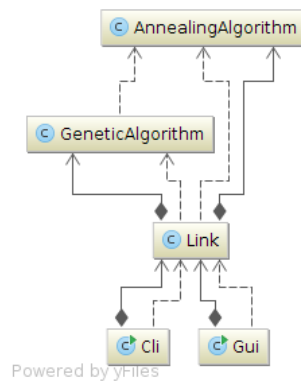 C AnnealingAlgorithm
C GeneticAlgorithm
C Link
C Cli
C Gui
Powered by yFiles